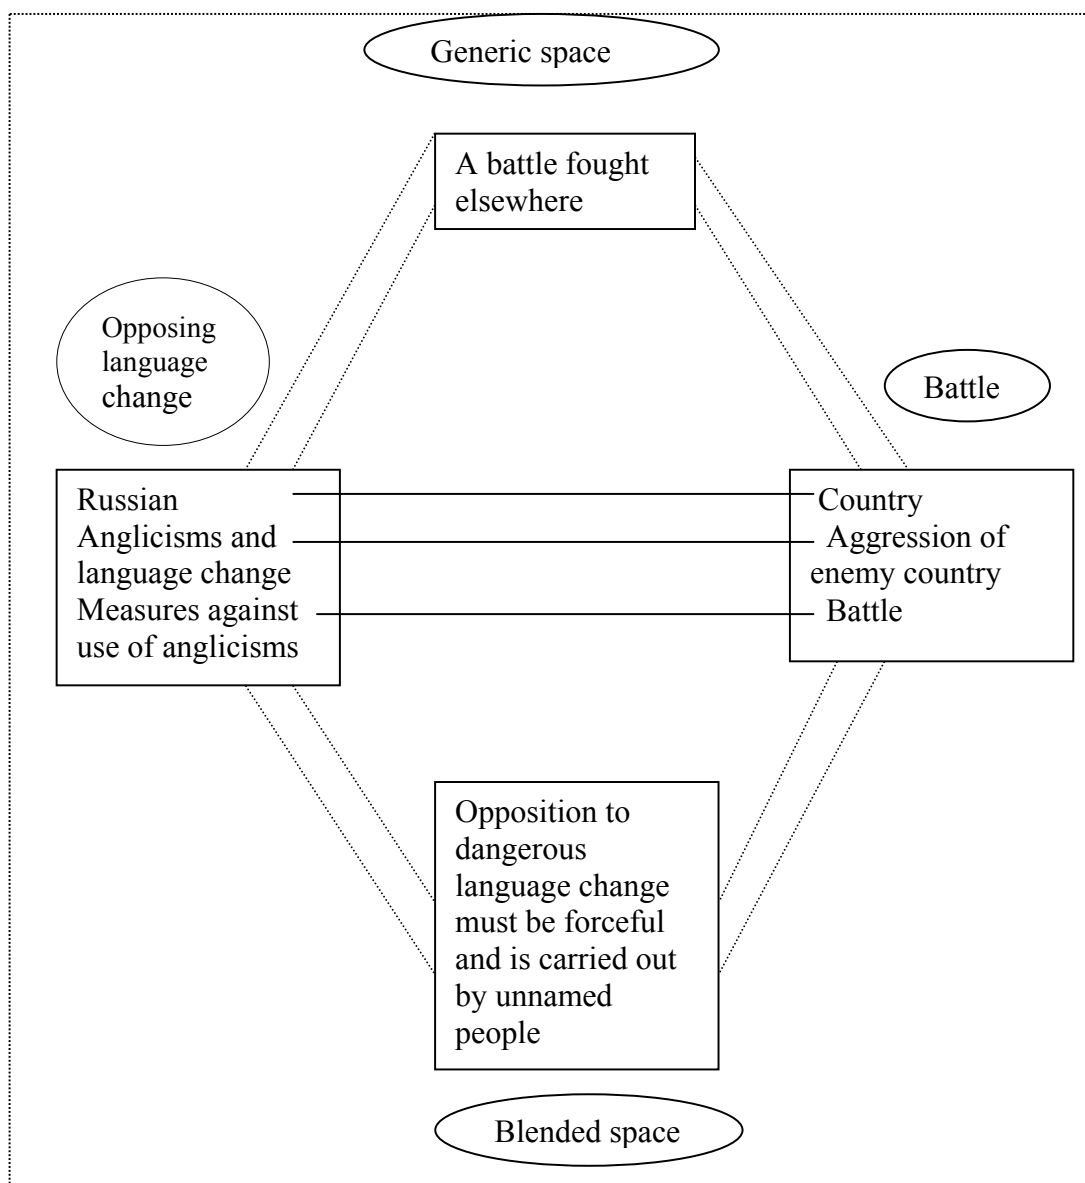 Generic space
A battle fought
elsewhere
Opposing
language
change
Battle
Russian
Anglicisms and
language change
Measures against
use of anglicisms
Country
Aggression of
enemy country
Battle
Opposition to
dangerous
language change
must be forceful
and is carried out
by unnamed
people
Blended space